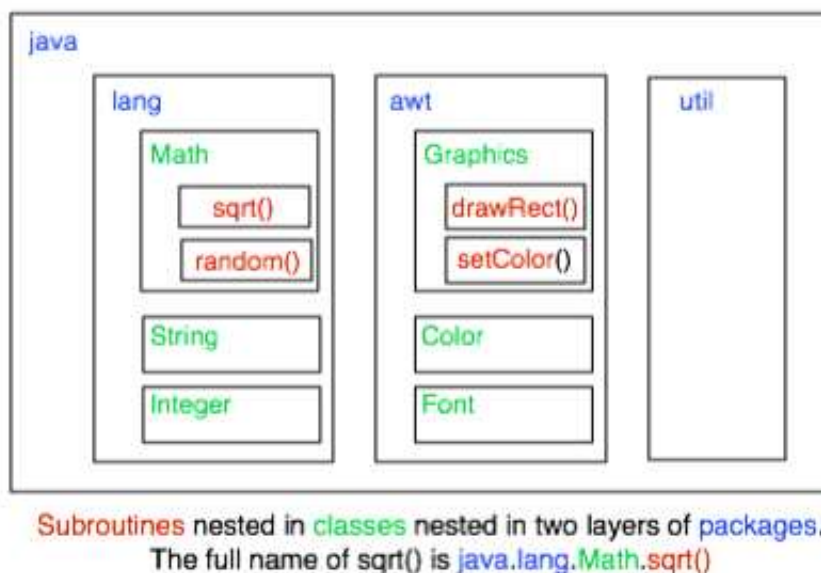 java
lang
Math
sqrt()
random()
String
Integer
awt
Graphics
drawRect()
setColor()
Color
Font
util
Subroutines nested in classes nested in two layers of packages.
The full name of sqrt() is java.lang.Math.sqrt()